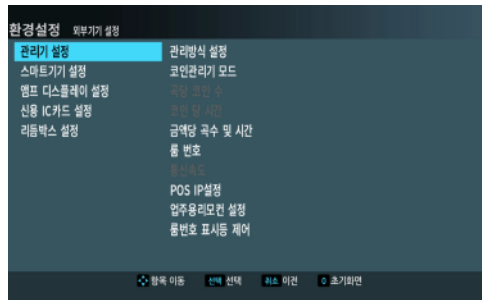 환경설정 외부기기 설정
관리기 설정
스마트기기 설정
앰프 디스플레이 설정
신용 IC카드 설정
리듬박스 설정
관리방식 설정
코인관리기 모드
곡당 코인 수
코인 당 시간
금액당 곡수 및 시간
룸 번호
통신속도
POS IP설정
업주용리모컨 설정
룸번호 표시등 제어
항목 이동 선택 선택 취소 이전 0 초기화면